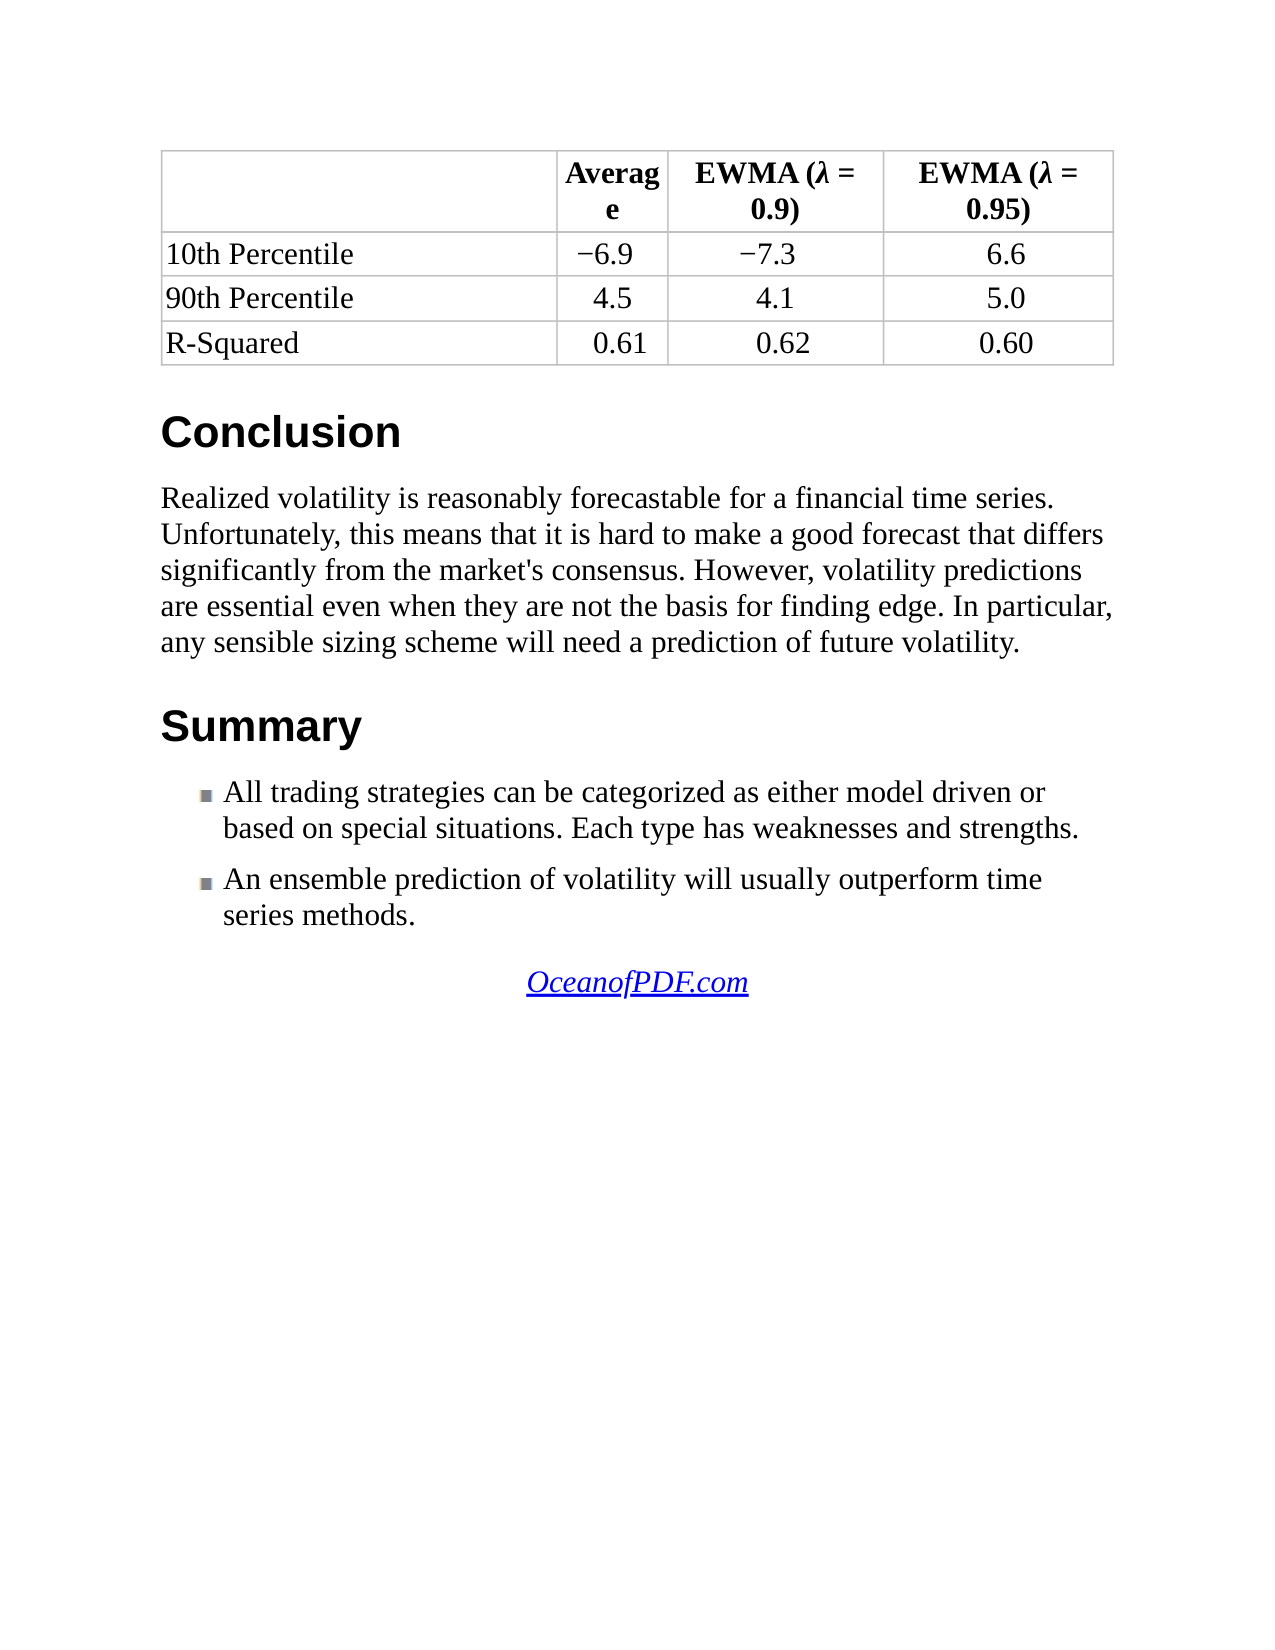 Averag EWMA (λ = EWMA (λ =
e 0.9) 0.95)
10th Percentile −6.9 −7.3 6.6
90th Percentile 4.5 4.1 5.0
R-Squared 0.61 0.62 0.60
Conclusion
Realized volatility is reasonably forecastable for a financial time series.
Unfortunately, this means that it is hard to make a good forecast that differs
significantly from the market's consensus. However, volatility predictions
are essential even when they are not the basis for finding edge. In particular,
any sensible sizing scheme will need a prediction of future volatility.
Summary
■ All trading strategies can be categorized as either model driven or
based on special situations. Each type has weaknesses and strengths.
■ An ensemble prediction of volatility will usually outperform time
series methods.
OceanofPDF.com